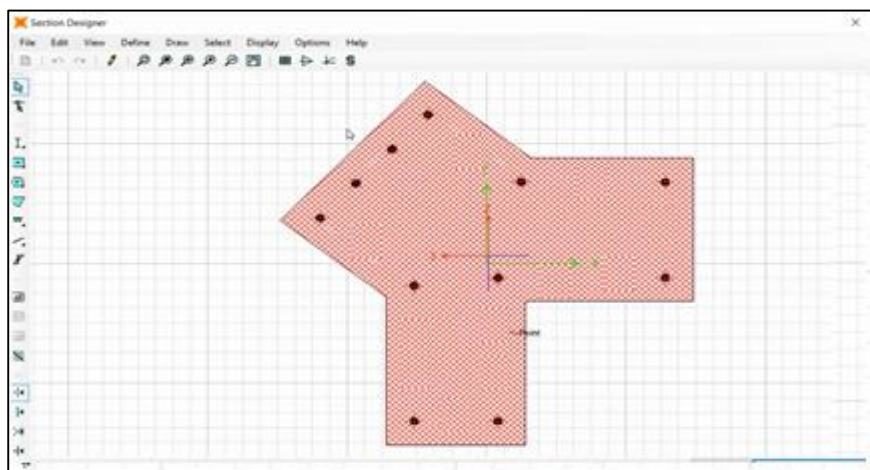 Section Designer
File Edit View Define Draw Select Display Options Help
Point